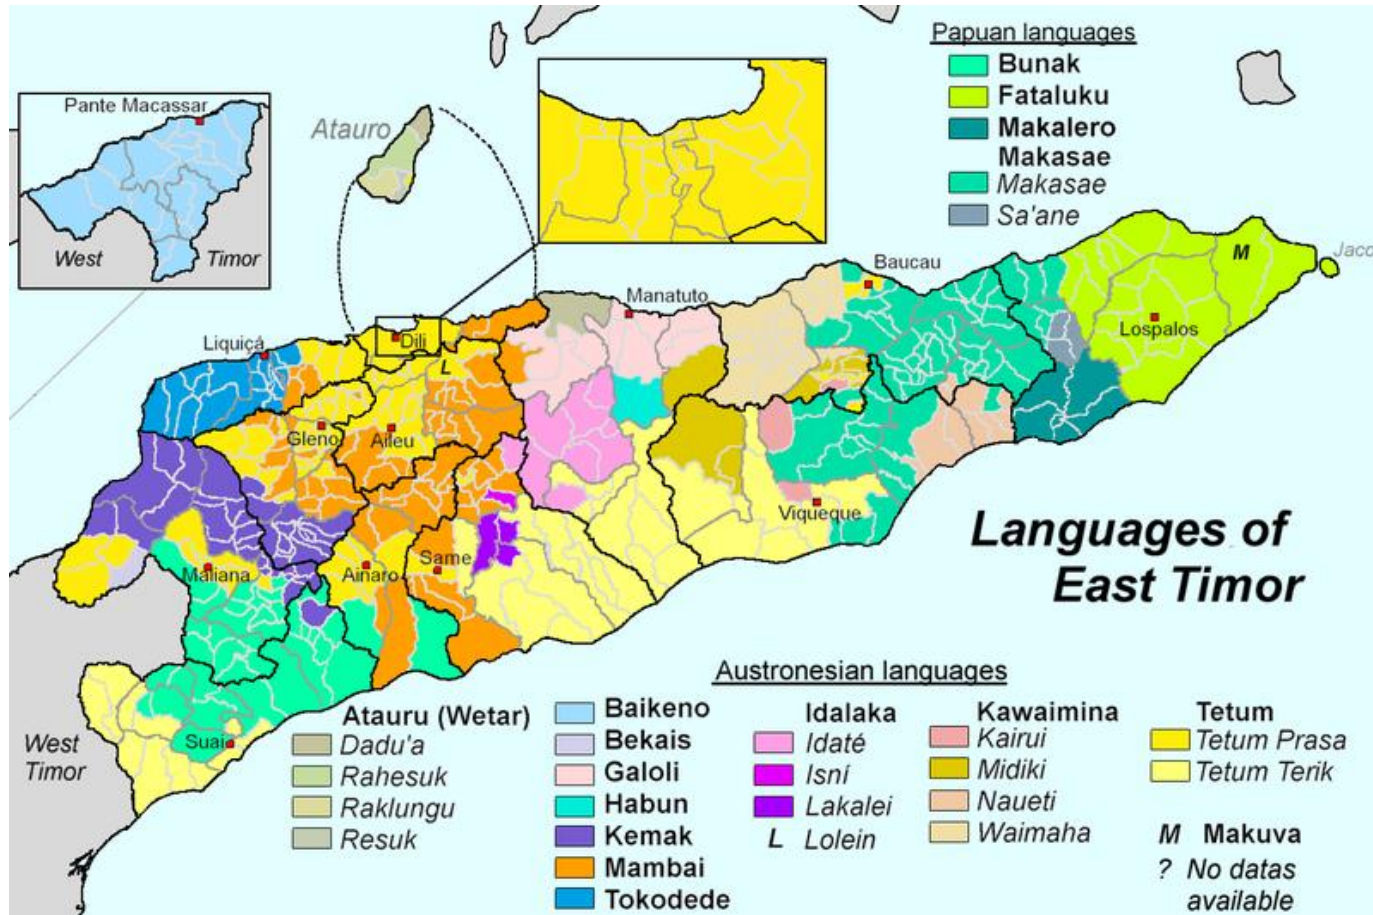 Papuan languages
Bunak
Fataluku
Makalero
Makasae
Makasae
Sa'ane
Pante Macassar
West Timor
Atauro
Baucau
Manatuto
M
Jaco
Lospalos
Liquiçá
Dili
L
Gleno
Aileu
Viqueque
Same
Maliana
Ainaro
Suai
West
Timor
Languages of
East Timor
Austronesian languages
Atauru (Wetar)
Dadu'a
Rahesuk
Raklungu
Resuk
Baikeno
Bekais
Galoli
Habun
Kemak
Mambai
Tokodede
Idalaka
Idaté
Isní
Lakalei
L Lolein
Kawaimina
Kairui
Midiki
Naueti
Waimaha
Tetum
Tetum Prasa
Tetum Terik
M Makuva
? No datas
available